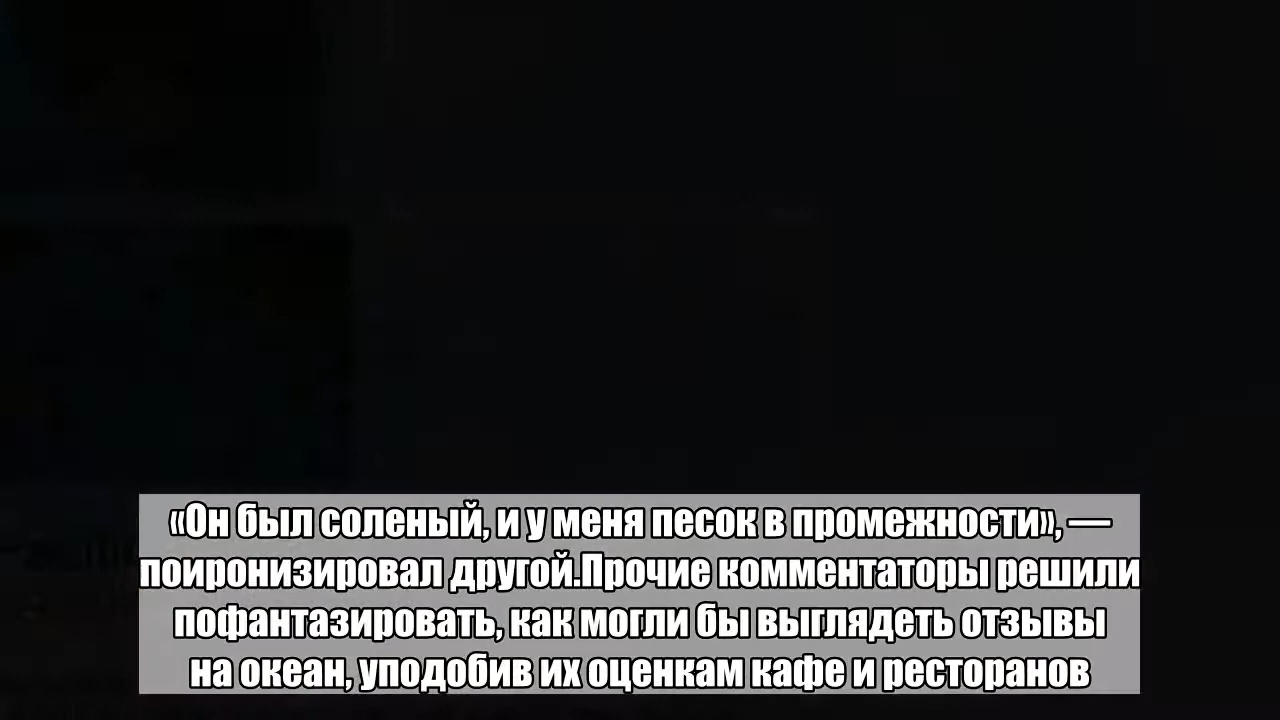 «Он был соленый, и у меня песок в промежности», —
поиронизировал другой.Прочие комментаторы решили
пофантазировать, как могли бы выглядеть отзывы
на океан, уподобив их оценкам кафе и ресторанов